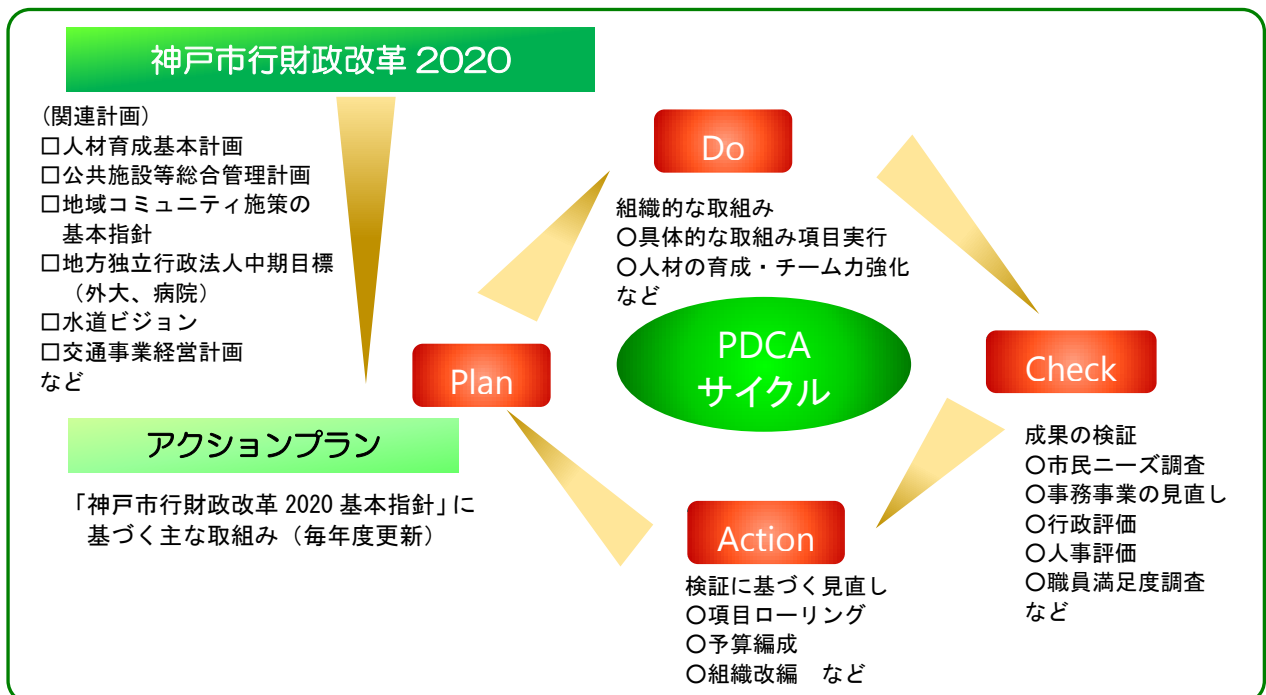 神戸市行財政改革 2020
(関連計画)
□人材育成基本計画
□公共施設等総合管理計画
□地域コミュニティ施策の
基本指針
□地方独立行政法人中期目標
（外大、病院）
□水道ビジョン
□交通事業経営計画
など
アクションプラン
「神戸市行財政改革 2020 基本指針」に
基づく主な取組み（毎年度更新）
Plan
Do
組織的な取組み
○具体的な取組み項目実行
○人材の育成・チーム力強化
など
PDCA
サイクル
Check
成果の検証
○市民ニーズ調査
○事務事業の見直し
○行政評価
○人事評価
○職員満足度調査
など
Action
検証に基づく見直し
○項目ローリング
○予算編成
○組織改編　など